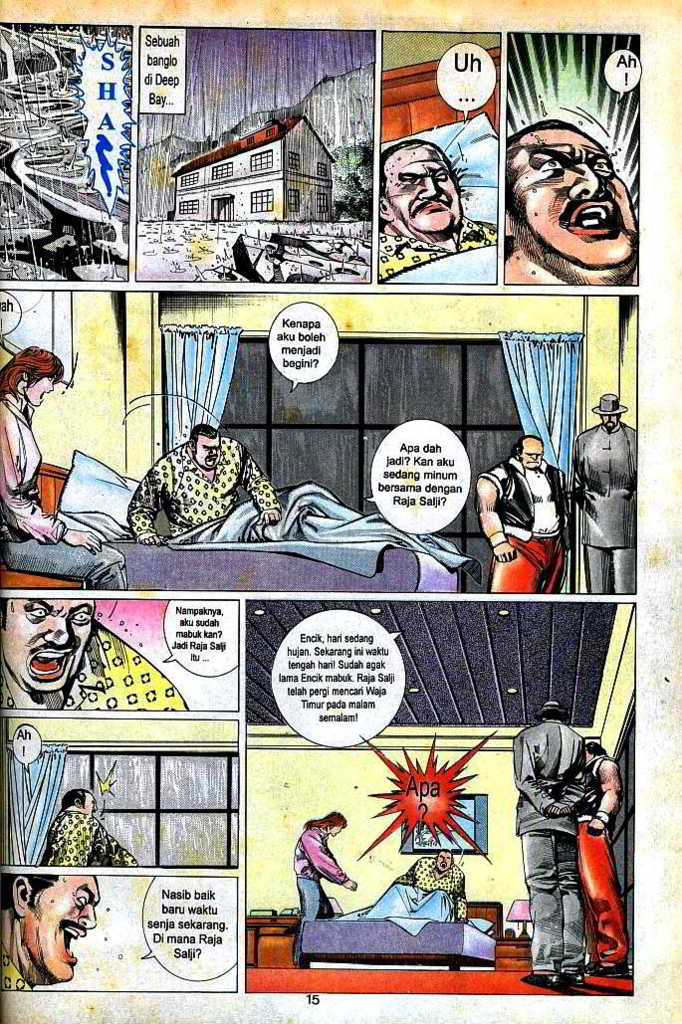 SHA
Sebuah
banglo
di Deep
Bay...
Uh
...
Ah
!
ah
Kenapa
aku boleh
menjadi
begini?
Apa dah
jadi? Kan aku
sedang minum
bersama dengan
Raja Salji?
Nampaknya,
aku sudah
mabuk kan?
Jadi Raja Salji
itu ...
Ah
!
Nasib baik
baru waktu
senja sekarang.
Di mana Raja
Salji?
Encik, hari sedang
hujan. Sekarang ini waktu
tengah hari! Sudah agak
lama Encik mabuk. Raja Salji
telah pergi mencari Waja
Timur pada malam
semalam!
Apa
?
15